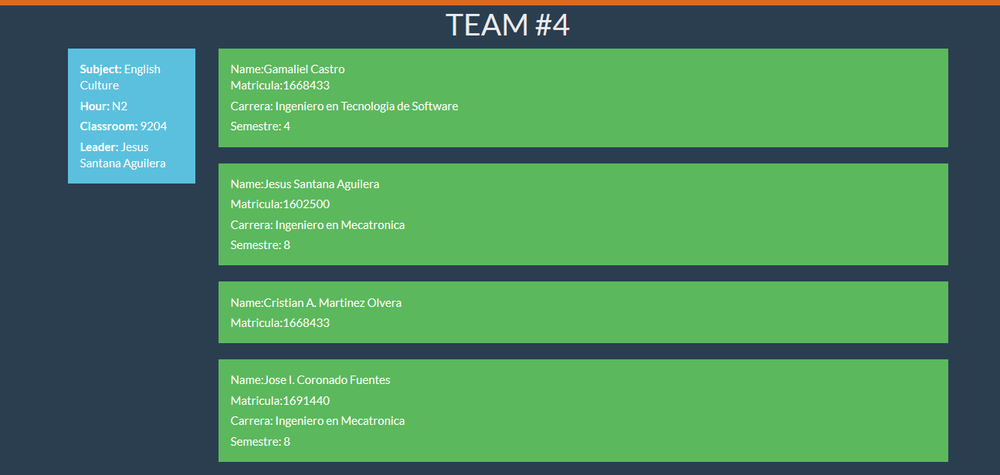 TEAM #4
Subject: English
Culture
Hour: N2
Classroom: 9204
Leader: Jesus
Santana Aguilera
Name:Gamaliel Castro
Matricula:1668433
Carrera: Ingeniero en Tecnologia de Software
Semestre: 4
Name:Jesus Santana Aguilera
Matricula:1602500
Carrera: Ingeniero en Mecatronica
Semestre: 8
Name:Cristian A. Martinez Olvera
Matricula:1668433
Name:Jose I. Coronado Fuentes
Matricula:1691440
Carrera: Ingeniero en Mecatronica
Semestre: 8